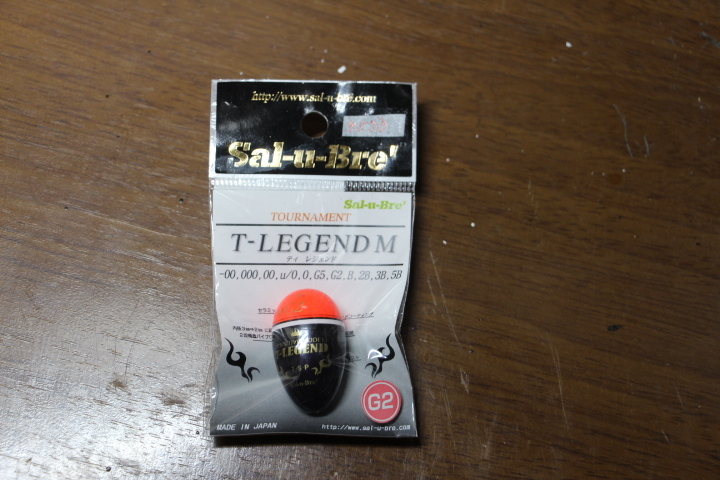 http://www.sal-u-bre.com
Sal-u-Bre'
Sal-u-Bre'
TOURNAMENT
T-LEGEND M
ティ レジェンド
-00,000,00,u/0,0,G5,G2,B,2B,3B,5B
T-LEGEND
G2
MADE IN JAPAN
http://www.sal-u-bre.com